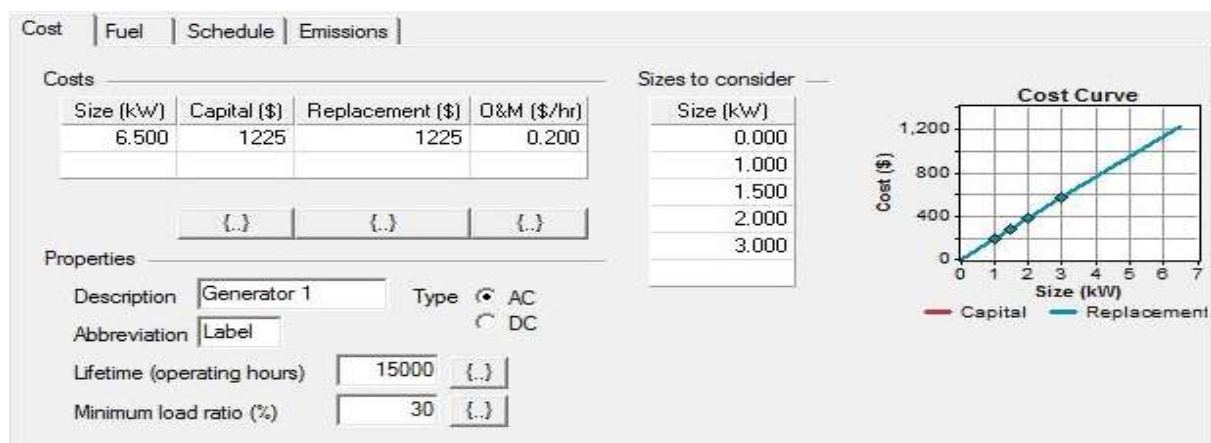 Cost Fuel Schedule Emissions
Costs
Size (kW) Capital ($) Replacement ($) O&M ($/hr)
6.500 1225 1225 0.200
{..} {..} {..}
Properties
Description Generator 1 Type AC
DC
Abbreviation Label
Lifetime (operating hours) 15000 {..}
Minimum load ratio (%) 30 {..}
Sizes to consider
Size (kW)
0.000
1.000
1.500
2.000
3.000
Cost Curve
Cost ($)
1,200
800
400
0
0 1 2 3 4 5 6 7
Size (kW)
Capital Replacement